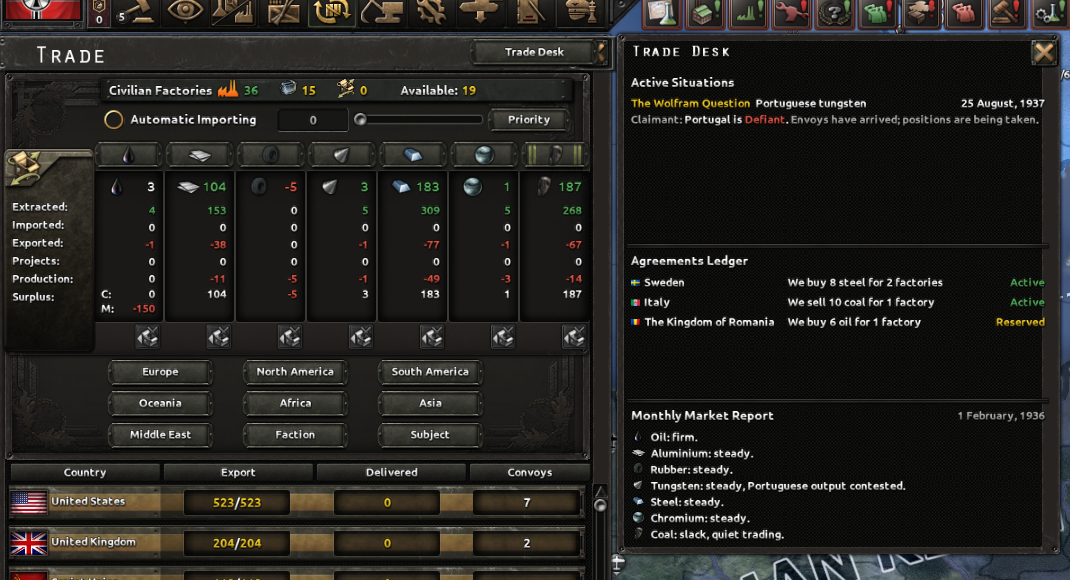 0
5
TRADE
Trade Desk
Civilian Factories 36 15 0 Available: 19
Automatic Importing 0 Priority
3 104 -5 3 183 1 187
Extracted: 4 153 0 5 309 5 268
Imported: 0 0 0 0 0 0 0
Exported: -1 -38 0 -1 -77 -1 -67
Projects: 0 0 0 0 0 0 0
Production: 0 -11 -5 -1 -49 -3 -14
Surplus: C: 0 104 -5 3 183 1 187
M: -150
Europe North America South America
Oceania Africa Asia
Middle East Faction Subject
Country Export Delivered Convoys
United States 523/523 0 7
United Kingdom 204/204 0 2
TRADE DESK
Active Situations
The Wolfram Question Portuguese tungsten 25 August, 1937
Claimant: Portugal is Defiant. Envoys have arrived; positions are being taken.
Agreements Ledger
Sweden We buy 8 steel for 2 factories Active
Italy We sell 10 coal for 1 factory Active
The Kingdom of Romania We buy 6 oil for 1 factory Reserved
Monthly Market Report 1 February, 1936
Oil: firm.
Aluminium: steady.
Rubber: steady.
Tungsten: steady, Portuguese output contested.
Steel: steady.
Chromium: steady.
Coal: slack, quiet trading.